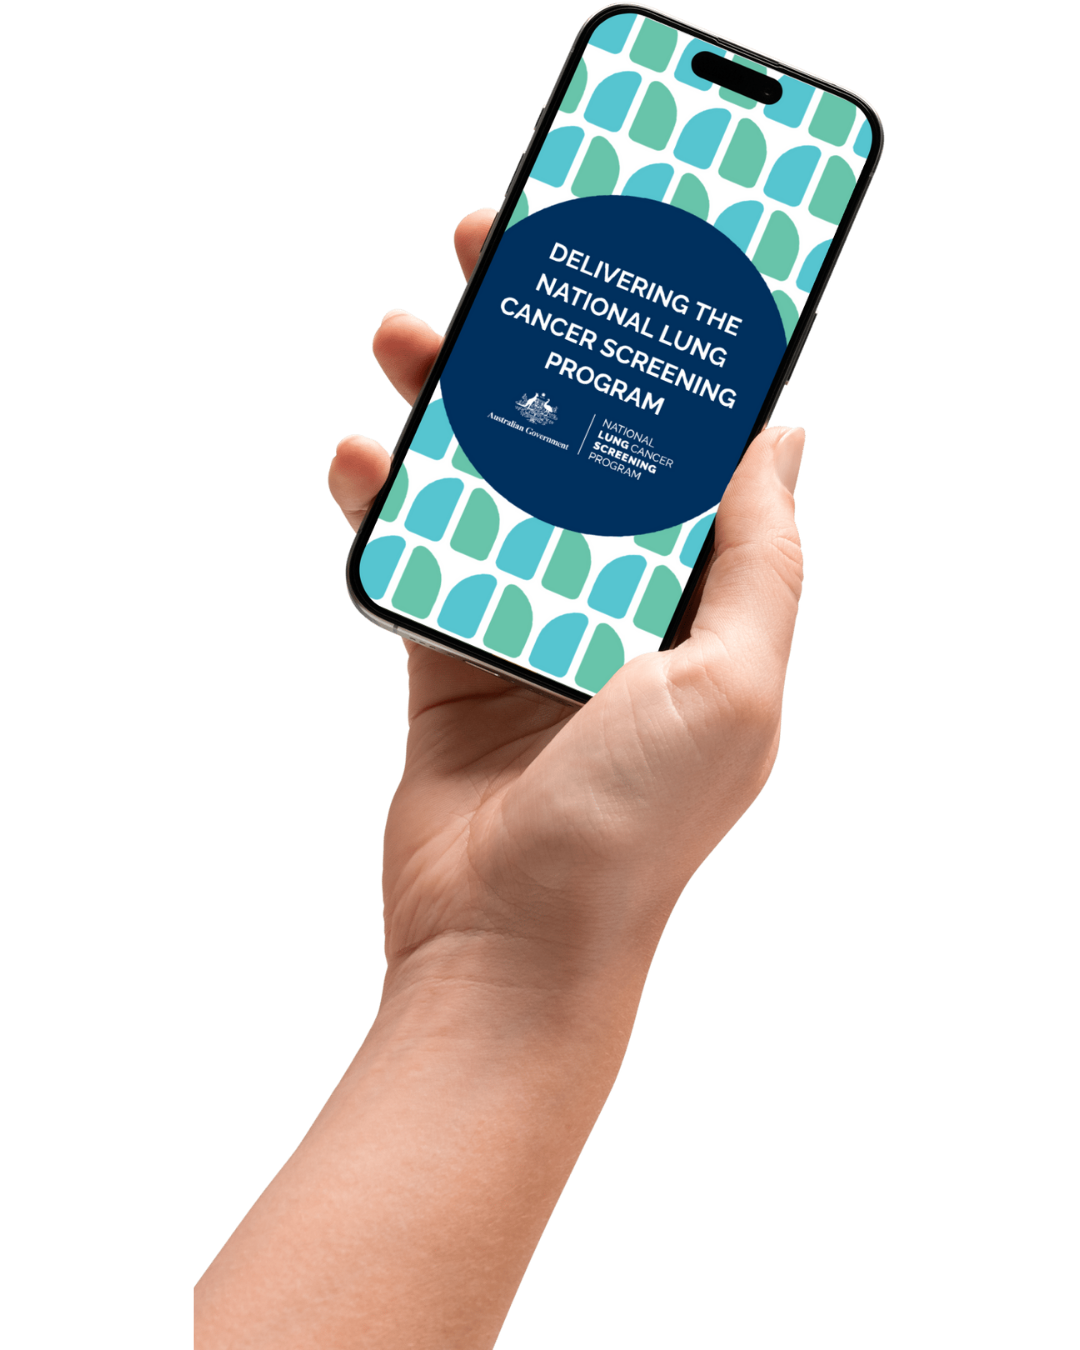 DELIVERING THE
NATIONAL LUNG
CANCER SCREENING
PROGRAM
Australian Government
NATIONAL
LUNG CANCER
SCREENING
PROGRAM